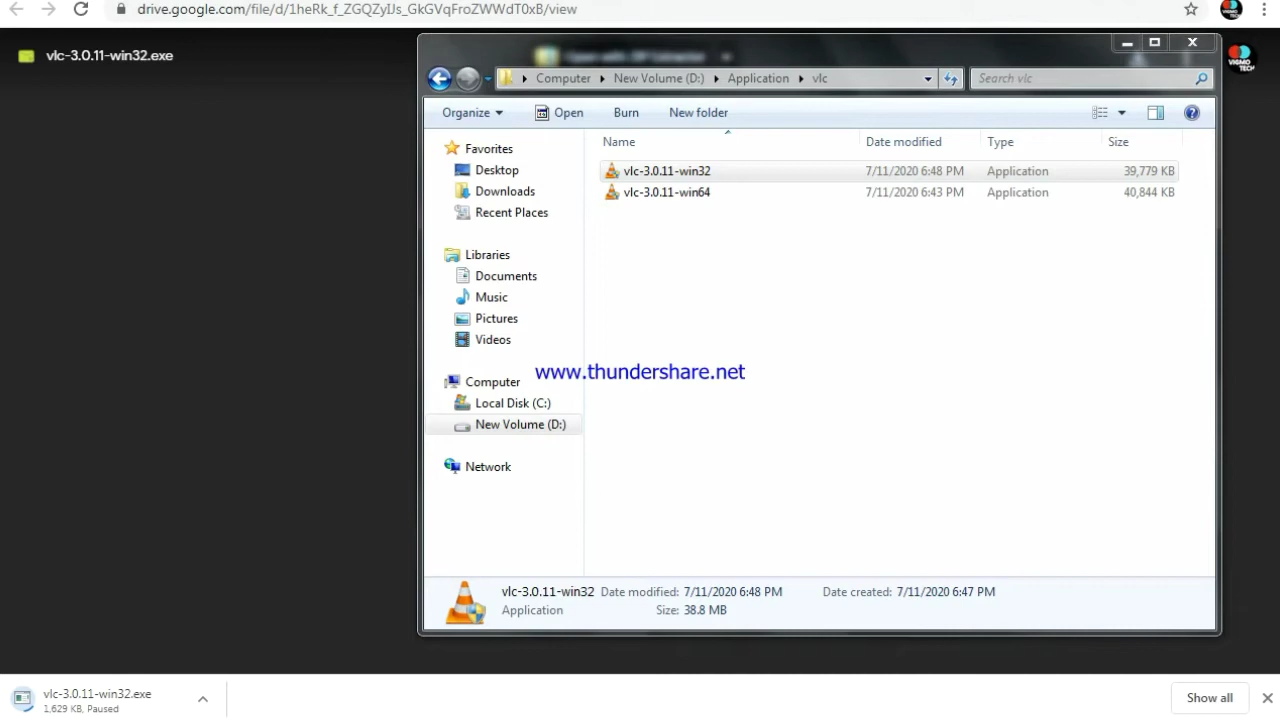 drive.google.com/file/d/1heRk_f_ZGQZyIJs_GkGVqFroZWWdT0xB/view
vlc-3.0.11-win32.exe
VIGMO TECH
Computer New Volume (D:) Application vlc
Search vlc
Organize Open Burn New folder
Name Date modified Type Size
vlc-3.0.11-win32 7/11/2020 6:48 PM Application 39,779 KB
vlc-3.0.11-win64 7/11/2020 6:43 PM Application 40,844 KB
Favorites
Desktop
Downloads
Recent Places
Libraries
Documents
Music
Pictures
Videos
Computer
Local Disk (C:)
New Volume (D:)
Network
www.thundershare.net
vlc-3.0.11-win32 Date modified: 7/11/2020 6:48 PM Date created: 7/11/2020 6:47 PM
Application Size: 38.8 MB
vlc-3.0.11-win32.exe
1,629 KB, Paused
Show all